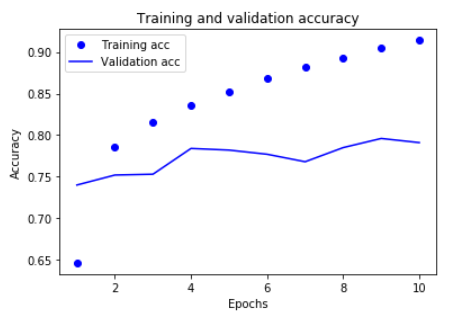 Training and validation accuracy
Training acc
Validation acc
0.90
0.85
0.80
0.75
0.70
0.65
Accuracy
2
4
6
8
10
Epochs